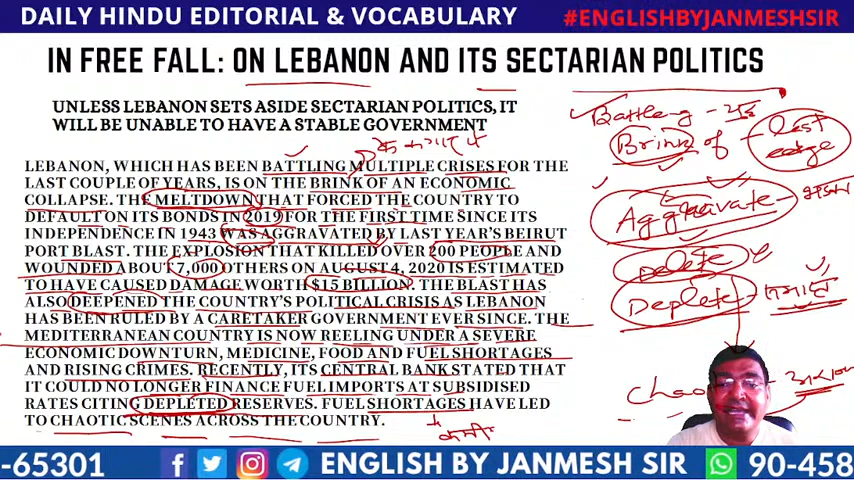 DAILY HINDU EDITORIAL & VOCABULARY
#ENGLISHBYJANMESHSIR
IN FREE FALL: ON LEBANON AND ITS SECTARIAN POLITICS
UNLESS LEBANON SETS ASIDE SECTARIAN POLITICS, IT
WILL BE UNABLE TO HAVE A STABLE GOVERNMENT
LEBANON, WHICH HAS BEEN BATTLING MULTIPLE CRISES FOR THE
LAST COUPLE OF YEARS, IS ON THE BRINK OF AN ECONOMIC
COLLAPSE. THE MELTDOWN THAT FORCED THE COUNTRY TO
DEFAULT ON ITS BONDS IN 2019 FOR THE FIRST TIME SINCE ITS
INDEPENDENCE IN 1943 WAS AGGRAVATED BY LAST YEAR'S BEIRUT
PORT BLAST. THE EXPLOSION THAT KILLED OVER 200 PEOPLE AND
WOUNDED ABOUT 7,000 OTHERS ON AUGUST 4, 2020 IS ESTIMATED
TO HAVE CAUSED DAMAGE WORTH $15 BILLION. THE BLAST HAS
ALSO DEEPENED THE COUNTRY'S POLITICAL CRISIS AS LEBANON
HAS BEEN RULED BY A CARETAKER GOVERNMENT EVER SINCE. THE
MEDITERRANEAN COUNTRY IS NOW REELING UNDER A SEVERE
ECONOMIC DOWNTURN, MEDICINE, FOOD AND FUEL SHORTAGES
AND RISING CRIMES. RECENTLY, ITS CENTRAL BANK STATED THAT
IT COULD NO LONGER FINANCE FUEL IMPORTS AT SUBSIDISED
RATES CITING DEPLETED RESERVES. FUEL SHORTAGES HAVE LED
TO CHAOTIC SCENES ACROSS THE COUNTRY.
Battling -
Brink of - last
edge
Aggravate -
Delete
Deplete -
Chao
-65301
ENGLISH BY JANMESH SIR
90-458